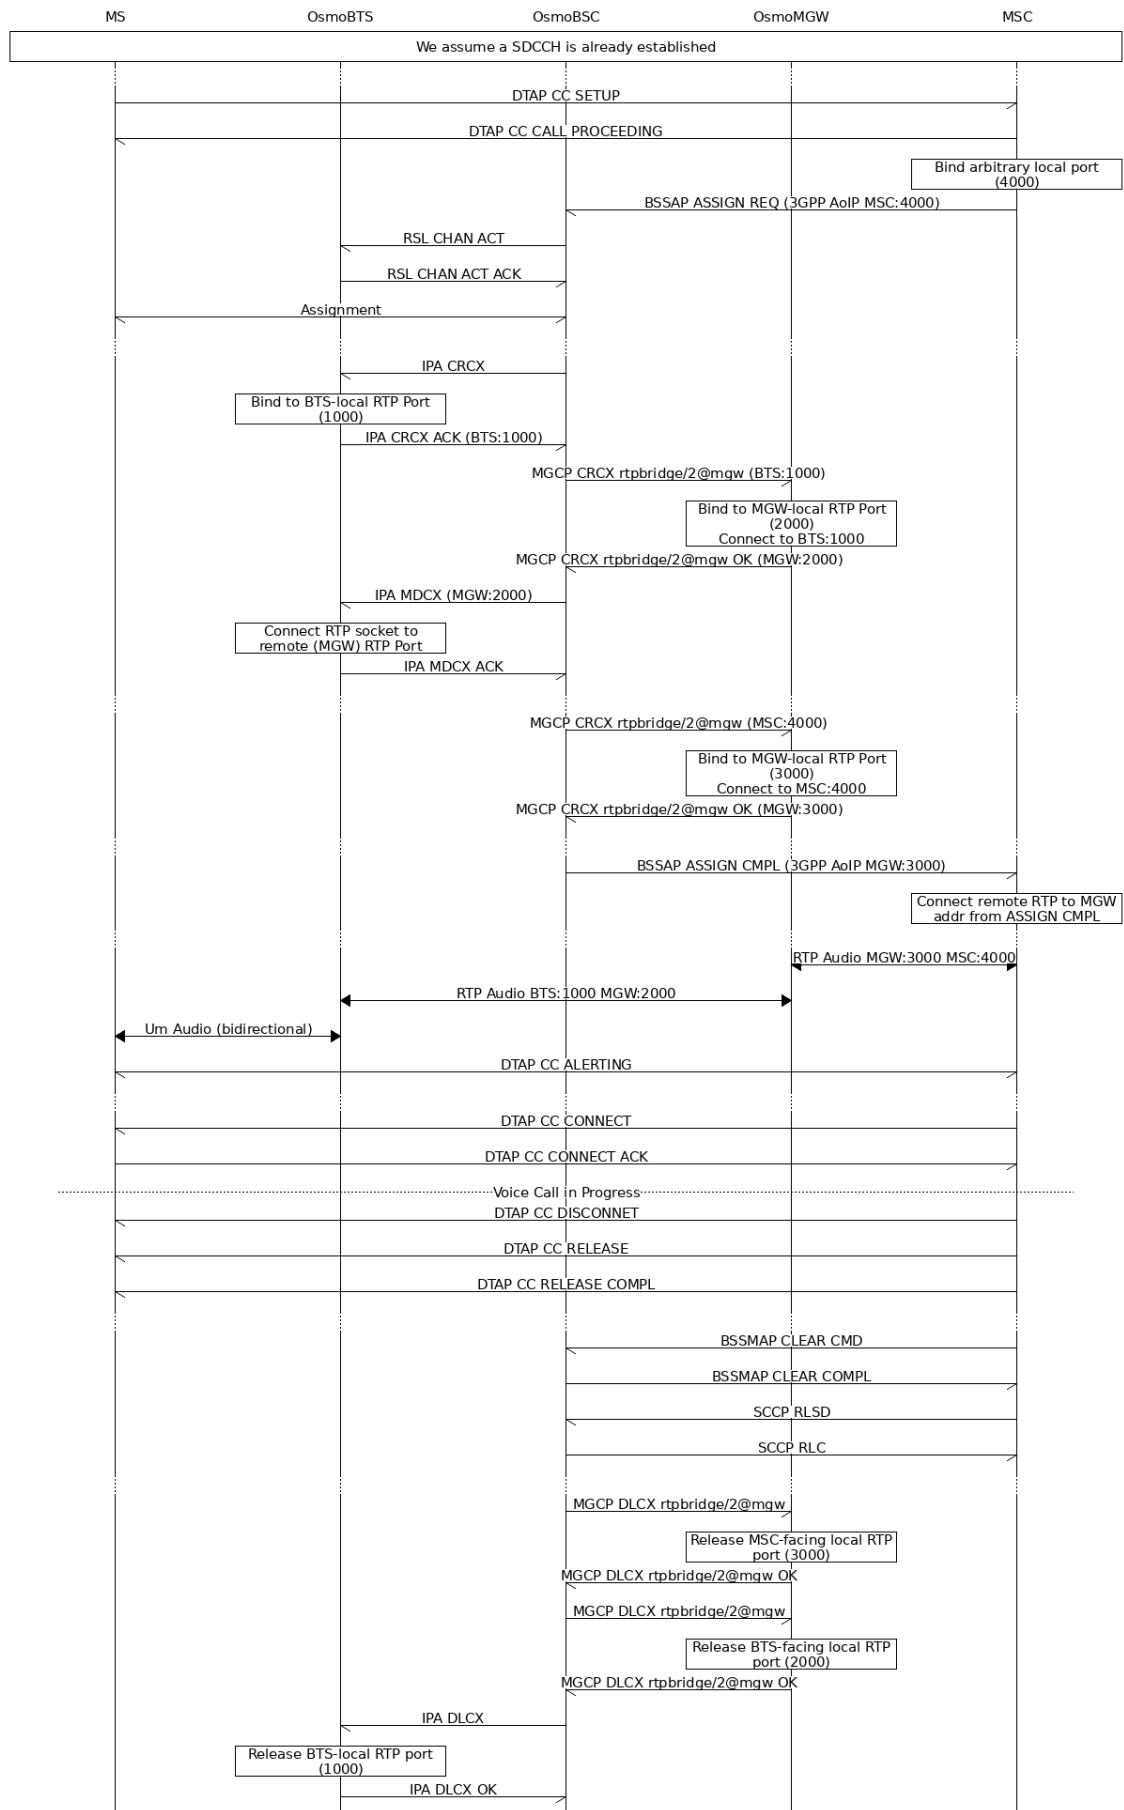 MS OsmoBTS OsmoBSC OsmoMGW MSC
We assume a SDCCH is already established
DTAP CC SETUP
DTAP CC CALL PROCEEDING
Bind arbitrary local port
(4000)
BSSAP ASSIGN REQ (3GPP AoIP MSC:4000)
RSL CHAN ACT
RSL CHAN ACT ACK
Assignment
IPA CRCX
Bind to BTS-local RTP Port
(1000)
IPA CRCX ACK (BTS:1000)
MGCP CRCX rtpbridge/2@mgw (BTS:1000)
Bind to MGW-local RTP Port
(2000)
Connect to BTS:1000
MGCP CRCX rtpbridge/2@mgw OK (MGW:2000)
IPA MDCX (MGW:2000)
Connect RTP socket to
remote (MGW) RTP Port
IPA MDCX ACK
MGCP CRCX rtpbridge/2@mgw (MSC:4000)
Bind to MGW-local RTP Port
(3000)
Connect to MSC:4000
MGCP CRCX rtpbridge/2@mgw OK (MGW:3000)
BSSAP ASSIGN CMPL (3GPP AoIP MGW:3000)
Connect remote RTP to MGW
addr from ASSIGN CMPL
RTP Audio MGW:3000 MSC:4000
RTP Audio BTS:1000 MGW:2000
Um Audio (bidirectional)
DTAP CC ALERTING
DTAP CC CONNECT
DTAP CC CONNECT ACK
Voice Call in Progress
DTAP CC DISCONNET
DTAP CC RELEASE
DTAP CC RELEASE COMPL
BSSMAP CLEAR CMD
BSSMAP CLEAR COMPL
SCCP RLSD
SCCP RLC
MGCP DLCX rtpbridge/2@mgw
Release MSC-facing local RTP
port (3000)
MGCP DLCX rtpbridge/2@mgw OK
MGCP DLCX rtpbridge/2@mgw
Release BTS-facing local RTP
port (2000)
MGCP DLCX rtpbridge/2@mgw OK
IPA DLCX
Release BTS-local RTP port
(1000)
IPA DLCX OK